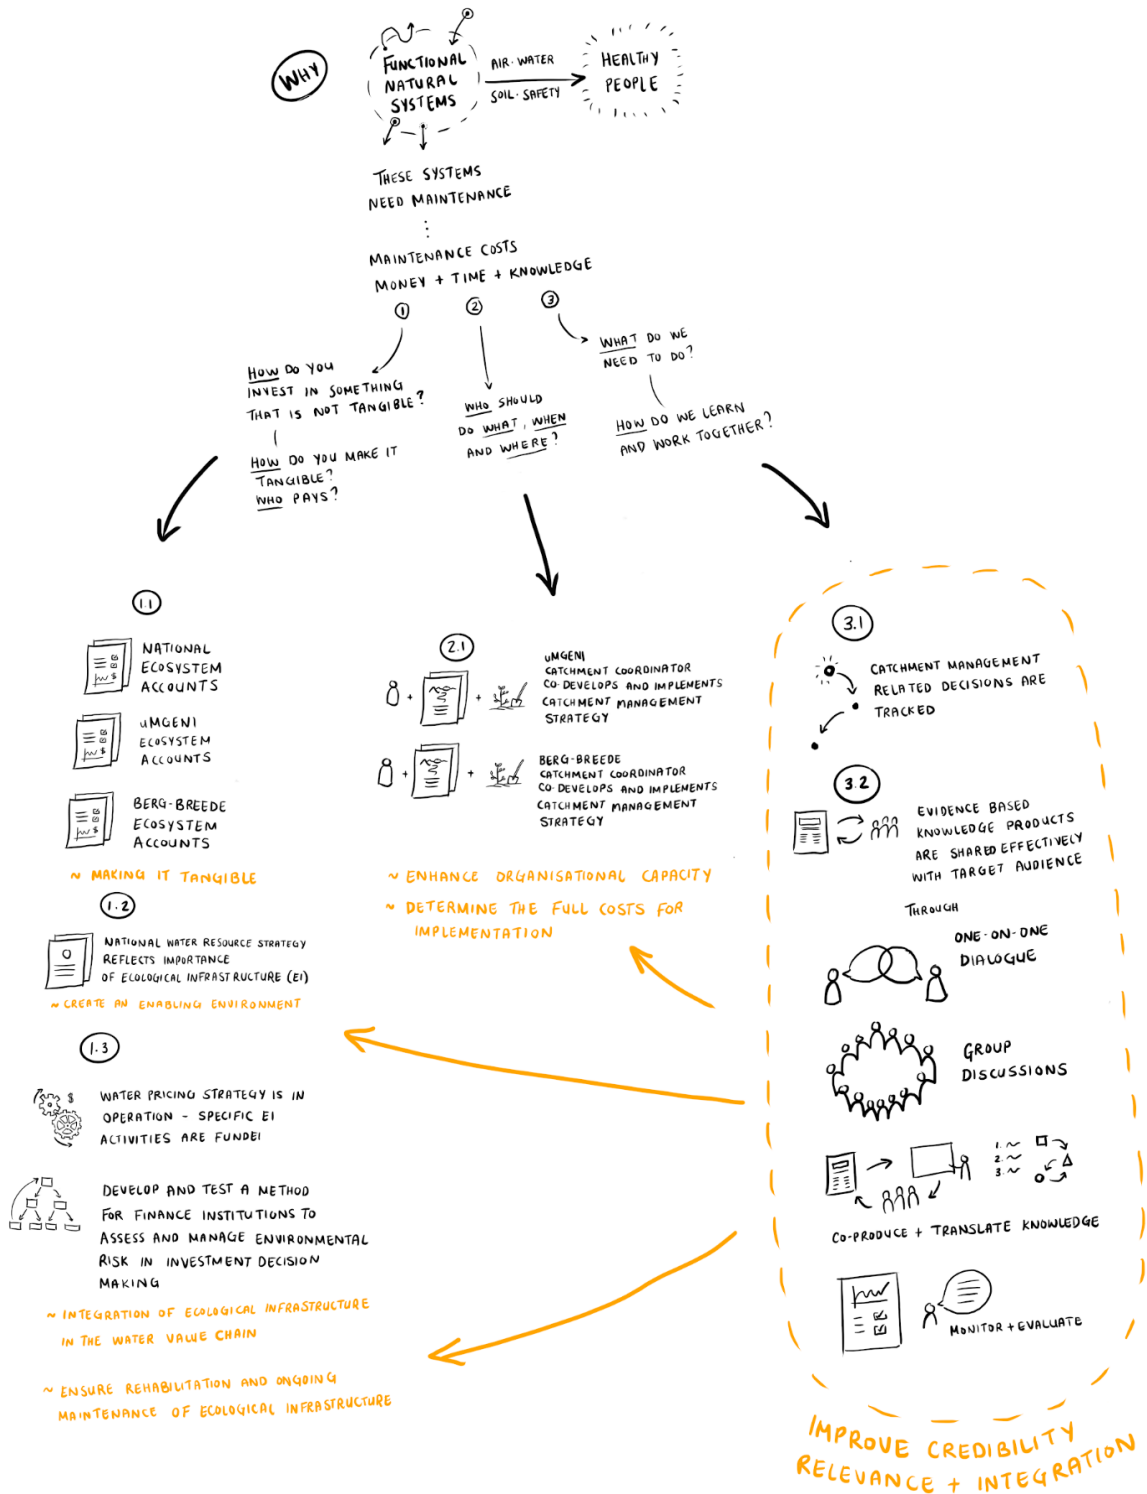 WHY
FUNCTIONAL
NATURAL
SYSTEMS
AIR·WATER
SOIL·SAFETY
HEALTHY
PEOPLE
THESE SYSTEMS
NEED MAINTENANCE
MAINTENANCE COSTS
MONEY + TIME + KNOWLEDGE
1
2
3
HOW DO YOU
INVEST IN SOMETHING
THAT IS NOT TANGIBLE?
HOW DO YOU MAKE IT
TANGIBLE?
WHO PAYS?
WHO SHOULD
DO WHAT, WHEN
AND WHERE?
WHAT DO WE
NEED TO DO?
HOW DO WE LEARN
AND WORK TOGETHER?
1.1
NATIONAL
ECOSYSTEM
ACCOUNTS
uMGENI
ECOSYSTEM
ACCOUNTS
BERG-BREEDE
ECOSYSTEM
ACCOUNTS
~ MAKING IT TANGIBLE
1.2
NATIONAL WATER RESOURCE STRATEGY
REFLECTS IMPORTANCE
OF ECOLOGICAL INFRASTRUCTURE (EI)
~ CREATE AN ENABLING ENVIRONMENT
1.3
$
WATER PRICING STRATEGY IS IN
OPERATION - SPECIFIC EI
ACTIVITIES ARE FUNDEI
DEVELOP AND TEST A METHOD
FOR FINANCE INSTITUTIONS TO
ASSESS AND MANAGE ENVIRONMENTAL
RISK IN INVESTMENT DECISION
MAKING
~ INTEGRATION OF ECOLOGICAL INFRASTRUCTURE
IN THE WATER VALUE CHAIN
~ ENSURE REHABILITATION AND ONGOING
MAINTENANCE OF ECOLOGICAL INFRASTRUCTURE
2.1
uMGENI
CATCHMENT COORDINATOR
CO-DEVELOPS AND IMPLEMENTS
CATCHMENT MANAGEMENT
STRATEGY
+ +
BERG-BREEDE
CATCHMENT COORDINATOR
CO-DEVELOPS AND IMPLEMENTS
CATCHMENT MANAGEMENT
STRATEGY
+ +
~ ENHANCE ORGANISATIONAL CAPACITY
~ DETERMINE THE FULL COSTS FOR
IMPLEMENTATION
3.1
CATCHMENT MANAGEMENT
RELATED DECISIONS ARE
TRACKED
3.2
EVIDENCE BASED
KNOWLEDGE PRODUCTS
ARE SHARED EFFECTIVELY
WITH TARGET AUDIENCE
THROUGH
ONE-ON-ONE
DIALOGUE
GROUP
DISCUSSIONS
1. ~
2. ~
3. ~
CO-PRODUCE + TRANSLATE KNOWLEDGE
MONITOR + EVALUATE
IMPROVE CREDIBILITY
RELEVANCE + INTEGRATION